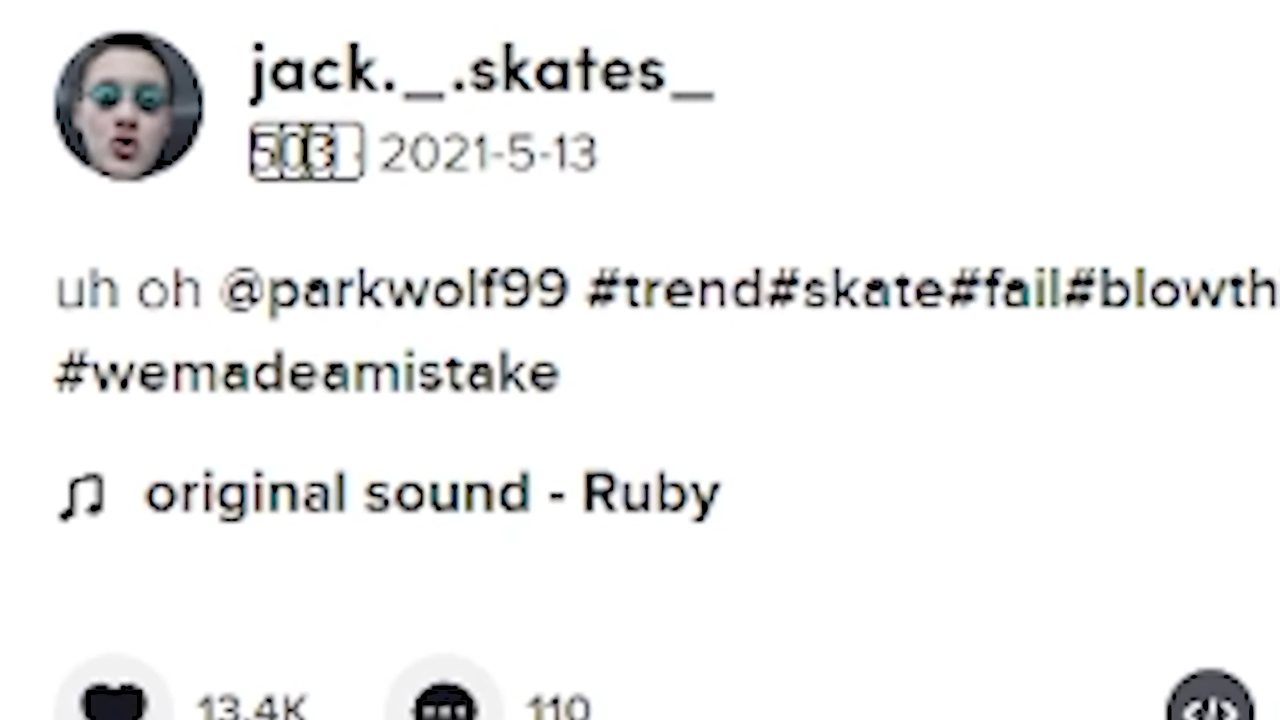 jack._.skates_
503 · 2021-5-13
uh oh @parkwolf99 #trend#skate#fail#blowth
#wemadeamistake
original sound - Ruby
13.4K 110